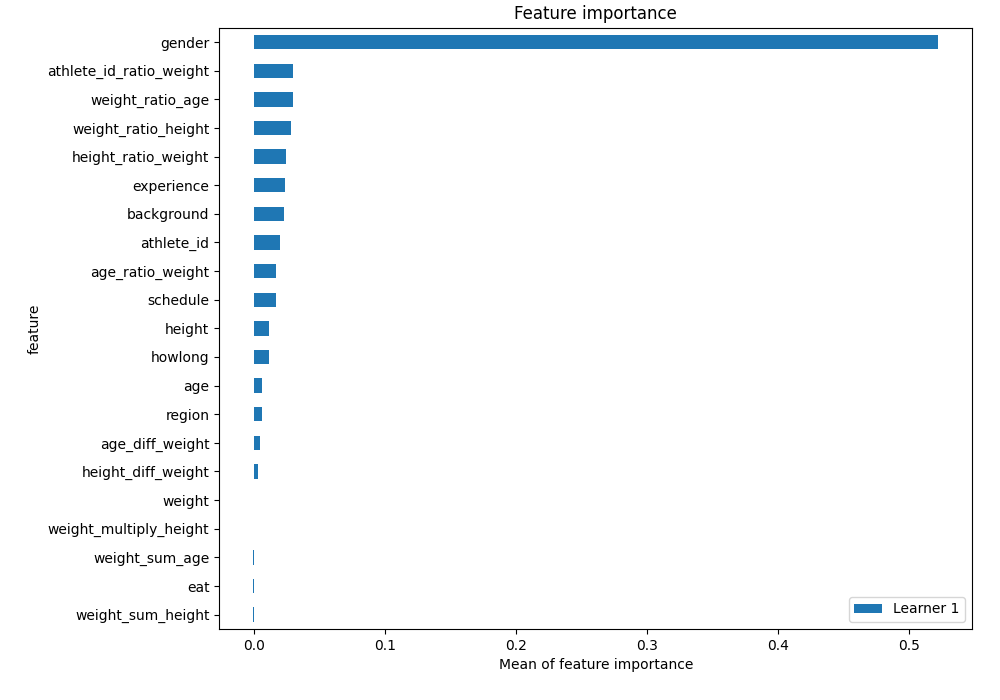 Feature importance
gender
athlete_id_ratio_weight
weight_ratio_age
weight_ratio_height
height_ratio_weight
experience
background
athlete_id
age_ratio_weight
schedule
height
howlong
age
region
age_diff_weight
height_diff_weight
weight
weight_multiply_height
weight_sum_age
eat
weight_sum_height
feature
Learner 1
0.0 0.1 0.2 0.3 0.4 0.5
Mean of feature importance